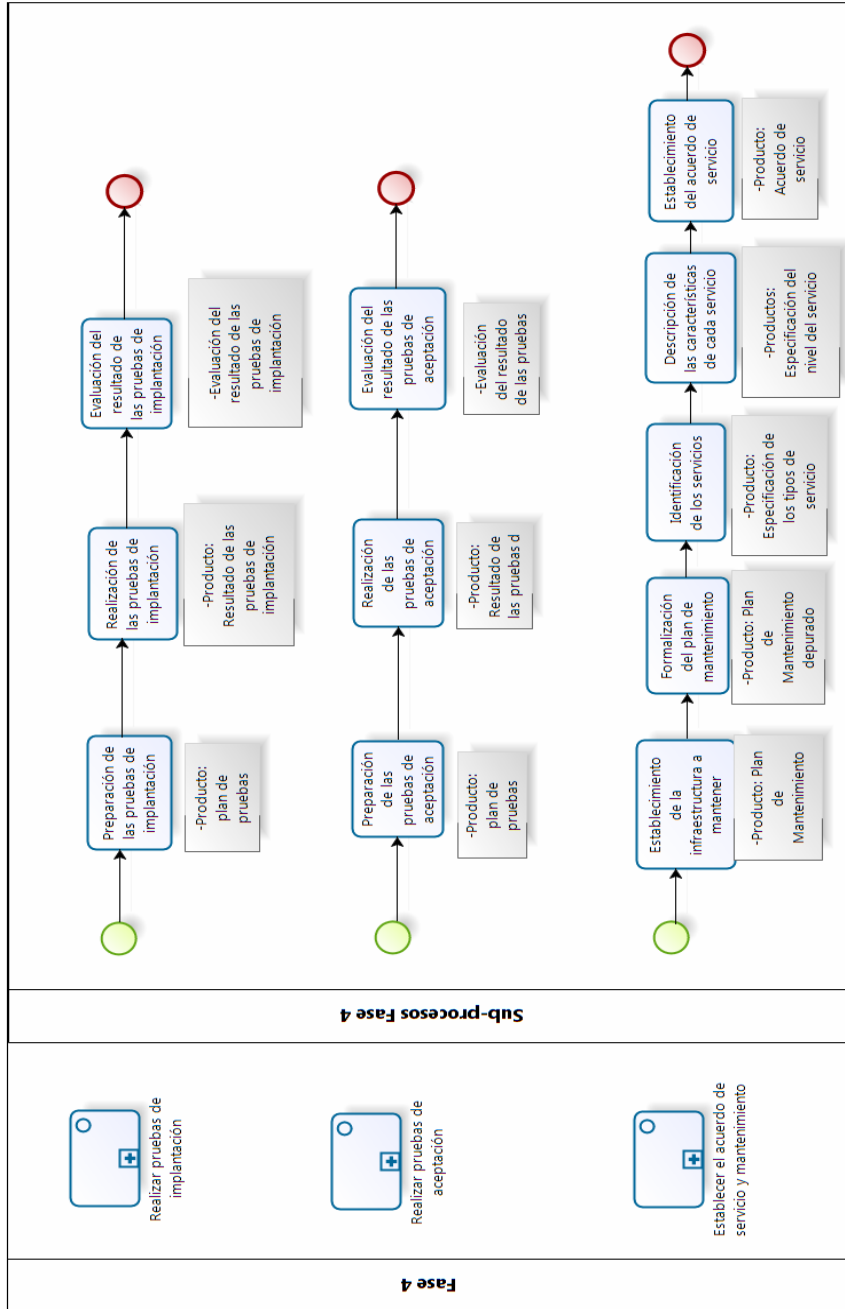 Fase 4
Realizar pruebas de
implantación
Realizar pruebas de
aceptación
Establecer el acuerdo de
servicio y mantenimiento
Sub-procesos Fase 4
Preparación de
las pruebas de
implantación
-Producto:
plan de
pruebas
Realización de
las pruebas de
implantación
-Producto:
Resultado de las
pruebas de
implantación
Evaluación del
resultado de
las pruebas de
implantación
-Evaluación del
resultado de las
pruebas de
implantación
Preparación
de las
pruebas de
aceptación
-Producto:
plan de
pruebas
Realización
de las
pruebas de
aceptación
-Producto:
Resultado de
las pruebas d
Evaluación del
resultado de las
pruebas de
aceptación
-Evaluación
del resultado
de las pruebas
Establecimiento
de la
infraestructura a
mantener
-Producto: Plan
de
Mantenimiento
Formalización
del plan de
mantenimiento
-Producto: Plan
de
Mantenimiento
depurado
Identificación
de los servicios
-Producto:
Especificación de
los tipos de
servicio
Descripción de
las características
de cada servicio
-Productos:
Especificación del
nivel del servicio
Establecimiento
del acuerdo de
servicio
-Producto:
Acuerdo de
servicio